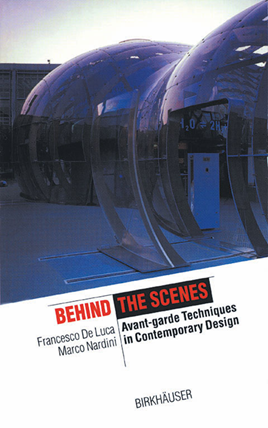 BEHIND THE SCENES
Francesco De Luca
Marco Nardini
Avant-garde Techniques
in Contemporary Design
BIRKHÄUSER